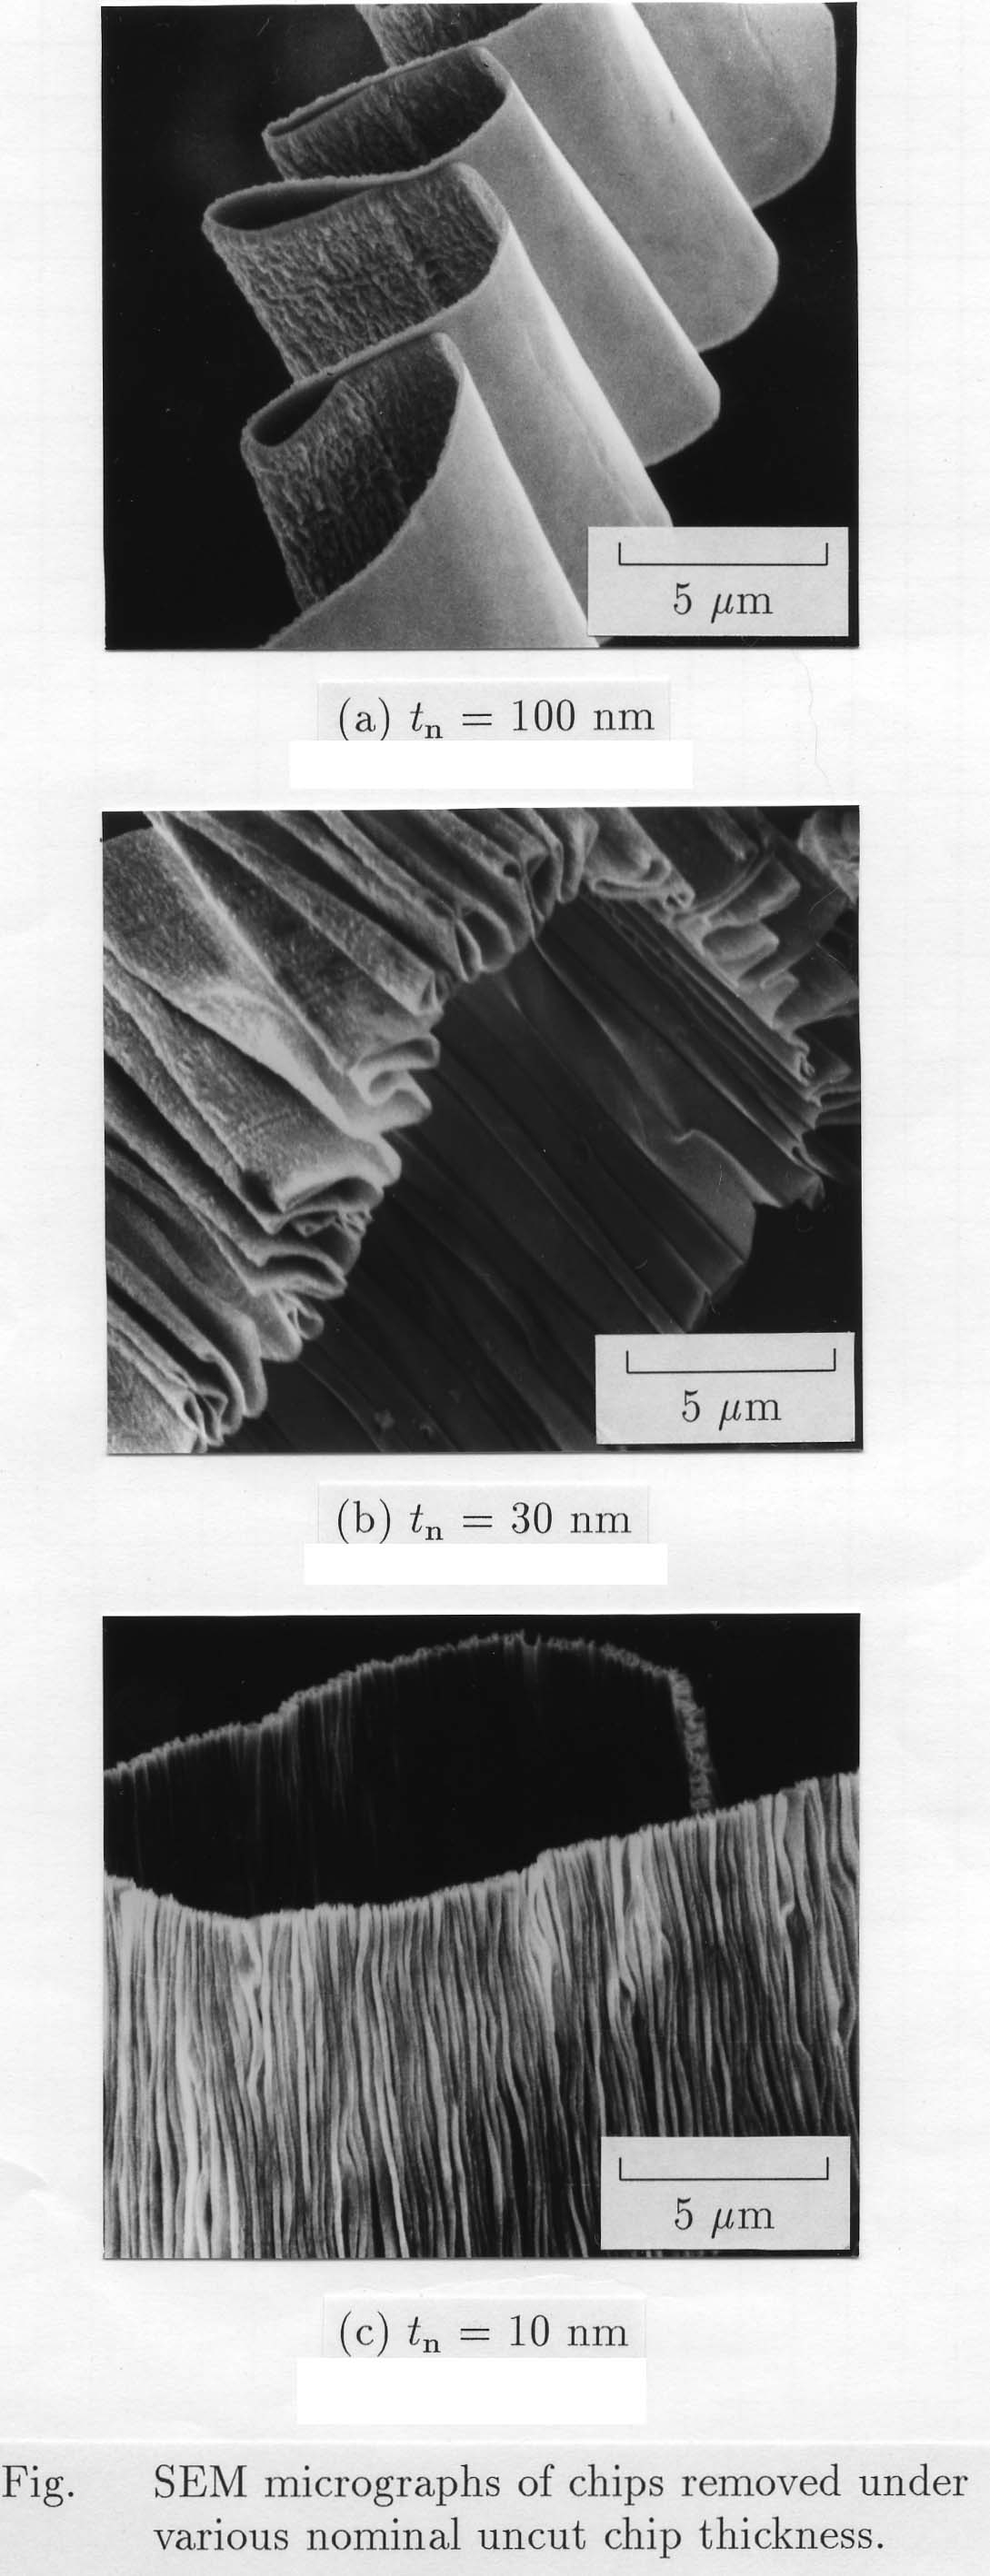 5 μm
(a) tn = 100 nm
5 μm
(b) tn = 30 nm
5 μm
(c) tn = 10 nm
Fig. SEM micrographs of chips removed under
various nominal uncut chip thickness.